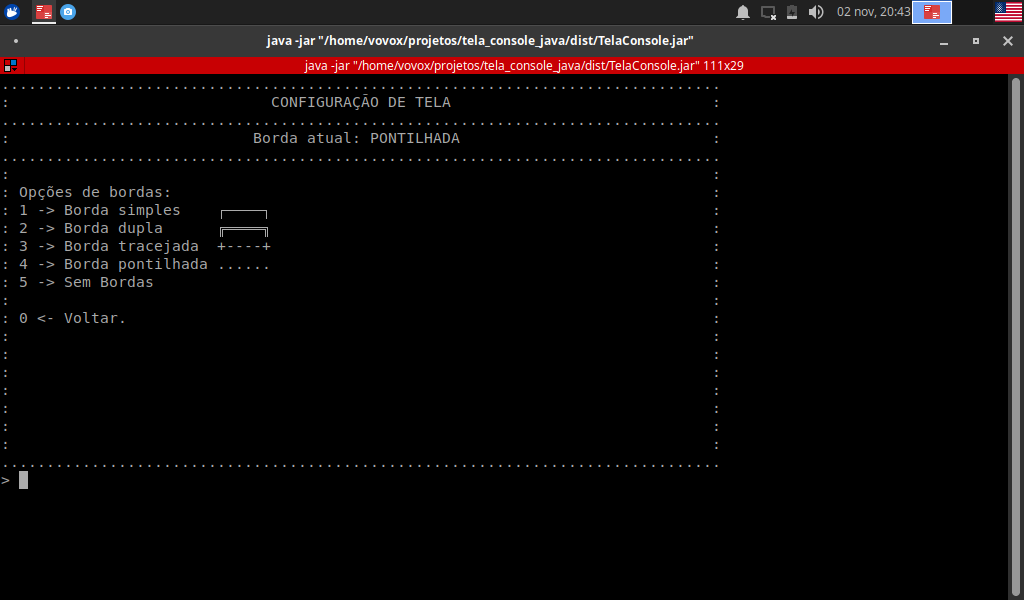 02 nov, 20:43
java -jar "/home/vovox/projetos/tela_console_java/dist/TelaConsole.jar"
java -jar "/home/vovox/projetos/tela_console_java/dist/TelaConsole.jar" 111x29
................................................................................
:                             CONFIGURAÇÃO DE TELA                             :
................................................................................
:                           Borda atual: PONTILHADA                            :
................................................................................
:                                                                              :
: Opções de bordas:                                                            :
: 1 -> Borda simples    ┌────┐                                                 :
: 2 -> Borda dupla      ╔════╗                                                 :
: 3 -> Borda tracejada  +----+                                                 :
: 4 -> Borda pontilhada ......                                                 :
: 5 -> Sem Bordas                                                              :
:                                                                              :
: 0 <- Voltar.                                                                 :
:                                                                              :
:                                                                              :
:                                                                              :
:                                                                              :
:                                                                              :
:                                                                              :
:                                                                              :
................................................................................
>